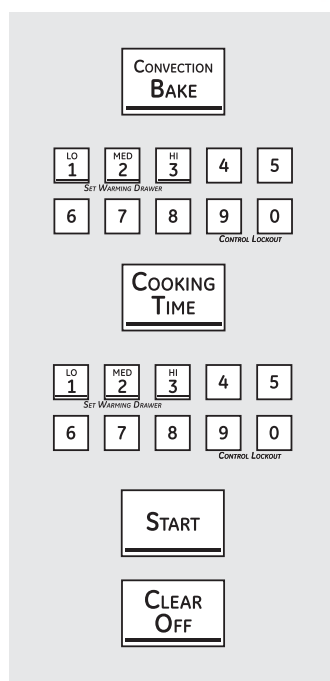 CONVECTION
BAKE
LO MED HI
1 2 3 4 5
SET WARMING DRAWER
6 7 8 9 0
CONTROL LOCKOUT
COOKING
TIME
LO MED HI
1 2 3 4 5
SET WARMING DRAWER
6 7 8 9 0
CONTROL LOCKOUT
START
CLEAR
OFF